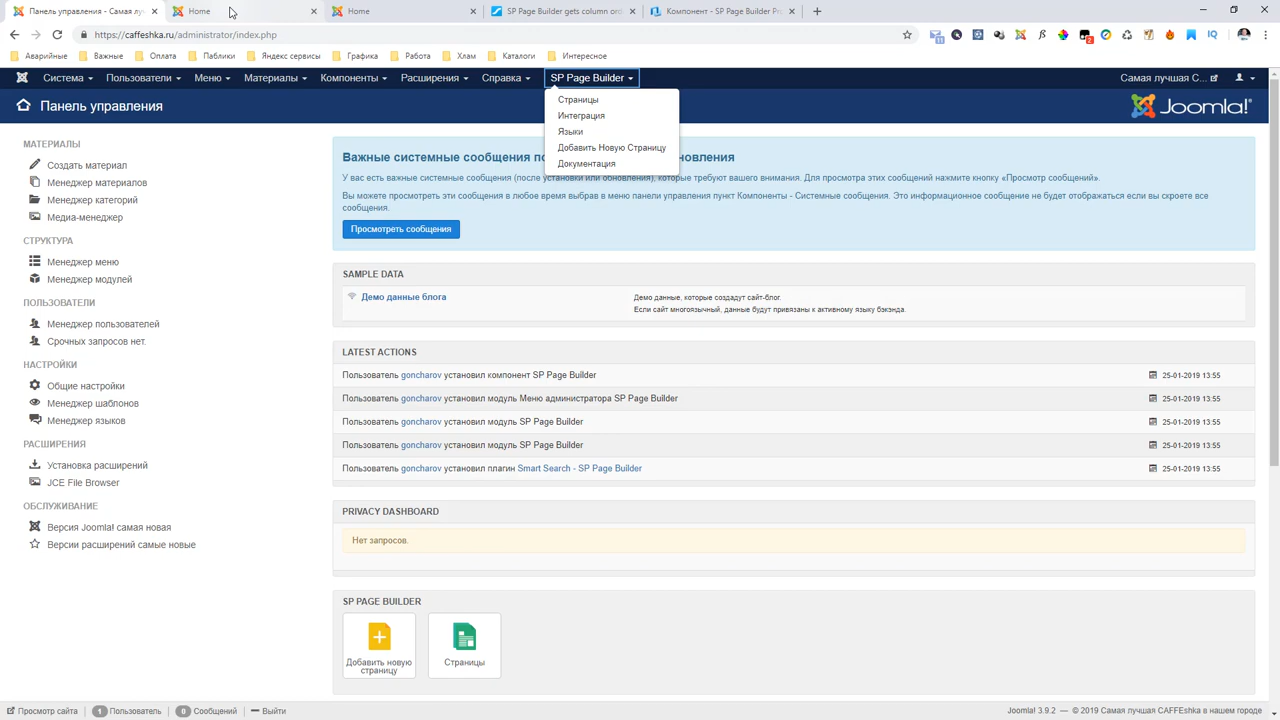 Панель управления - Самая лу
Home
Home
SP Page Builder gets column ord
Компонент - SP Page Builder Pro
https://caffeshka.ru/administrator/index.php
Аварийные
Важные
Оплата
Паблики
Яндекс сервисы
Графика
Работа
Хлам
Каталоги
Интересное
Система
Пользователи
Меню
Материалы
Компоненты
Расширения
Справка
SP Page Builder
Самая лучшая С...
Панель управления
Joomla!®
Страницы
Интеграция
Языки
Добавить Новую Страницу
Документация
МАТЕРИАЛЫ
Создать материал
Менеджер материалов
Менеджер категорий
Медиа-менеджер
СТРУКТУРА
Менеджер меню
Менеджер модулей
ПОЛЬЗОВАТЕЛИ
Менеджер пользователей
Срочных запросов нет.
НАСТРОЙКИ
Общие настройки
Менеджер шаблонов
Менеджер языков
РАСШИРЕНИЯ
Установка расширений
JCE File Browser
ОБСЛУЖИВАНИЕ
Версия Joomla! самая новая
Версии расширений самые новые
Важные системные сообщения по новления
У вас есть важные системные сообщения (после установки или обновления), которые требуют вашего внимания. Для просмотра этих сообщений нажмите кнопку «Просмотр сообщений».
Вы можете просмотреть эти сообщения в любое время выбрав в меню панели управления пункт Компоненты - Системные сообщения. Это информационное сообщение не будет отображаться если вы скроете все
сообщения.
Просмотреть сообщения
SAMPLE DATA
Демо данные блога
Демо данные, которые создадут сайт-блог.
Если сайт многоязычный, данные будут привязаны к активному языку бэкэнда.
LATEST ACTIONS
Пользователь goncharov установил компонент SP Page Builder 25-01-2019 13:55
Пользователь goncharov установил модуль Меню администратора SP Page Builder 25-01-2019 13:55
Пользователь goncharov установил модуль SP Page Builder 25-01-2019 13:55
Пользователь goncharov установил модуль SP Page Builder 25-01-2019 13:55
Пользователь goncharov установил плагин Smart Search - SP Page Builder 25-01-2019 13:55
PRIVACY DASHBOARD
Нет запросов.
SP PAGE BUILDER
Добавить новую
страницу
Страницы
Просмотр сайта
1 Пользователь
0 Сообщений
Выйти
Joomla! 3.9.2 — © 2019 Самая лучшая CAFFEshka в нашем городе